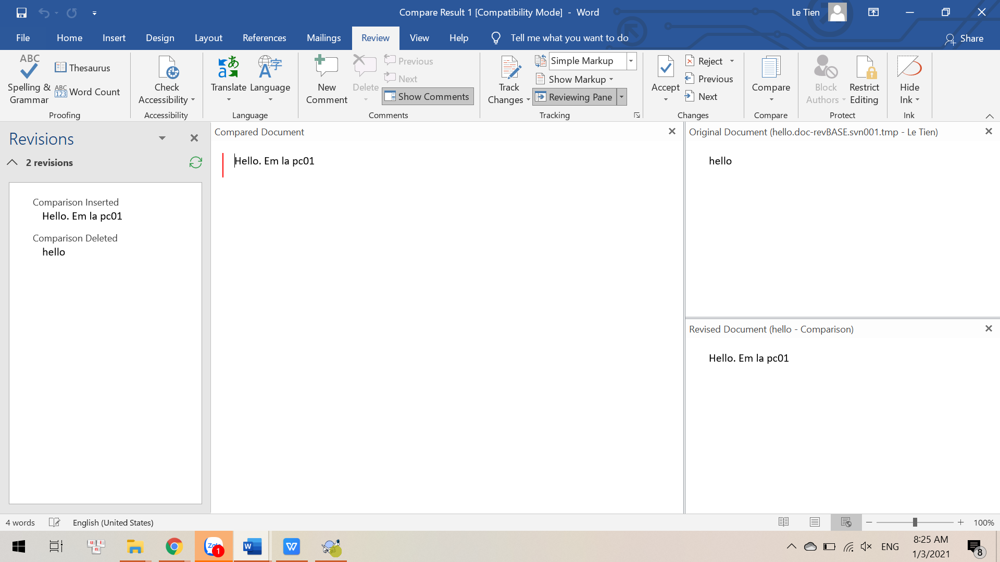 Compare Result 1 [Compatibility Mode] - Word
Le Tien
File Home Insert Design Layout References Mailings Review View Help Tell me what you want to do Share
ABC
Spelling &
Grammar
Thesaurus
ABC
123 Word Count
Proofing
Check
Accessibility
Accessibility
Translate
Language
Language
New
Comment
Delete
Previous
Next
Show Comments
Comments
Track
Changes
Simple Markup
Show Markup
Reviewing Pane
Tracking
Accept
Reject
Previous
Next
Changes
Compare
Compare
Block
Authors
Restrict
Editing
Protect
Hide
Ink
Ink
Revisions
2 revisions
Comparison Inserted
Hello. Em la pc01
Comparison Deleted
hello
Compared Document
Hello. Em la pc01
Original Document (hello.doc-revBASE.svn001.tmp - Le Tien)
hello
Revised Document (hello - Comparison)
Hello. Em la pc01
4 words English (United States) 100%
1
ENG
8:25 AM
1/3/2021
8